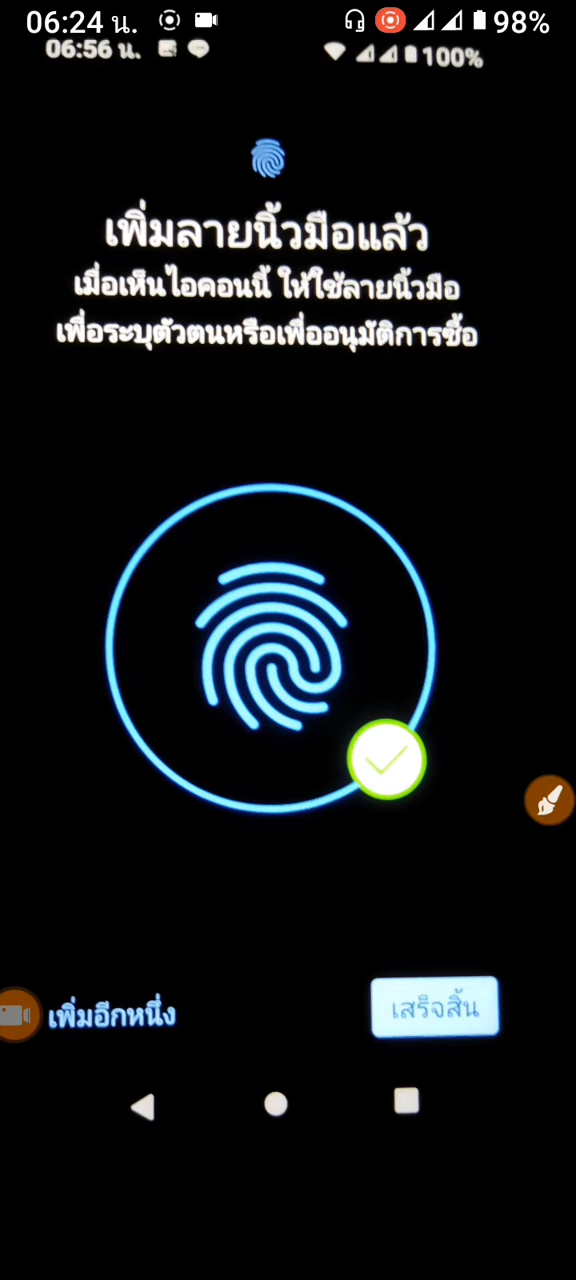 06:24 น.
98%
06:56 น.
100%
เพิ่มลายนิ้วมือแล้ว
เมื่อเห็นไอคอนนี้ ให้ใช้ลายนิ้วมือ
เพื่อระบุตัวตนหรือเพื่ออนุมัติการซื้อ
เพิ่มอีกหนึ่ง
เสร็จสิ้น